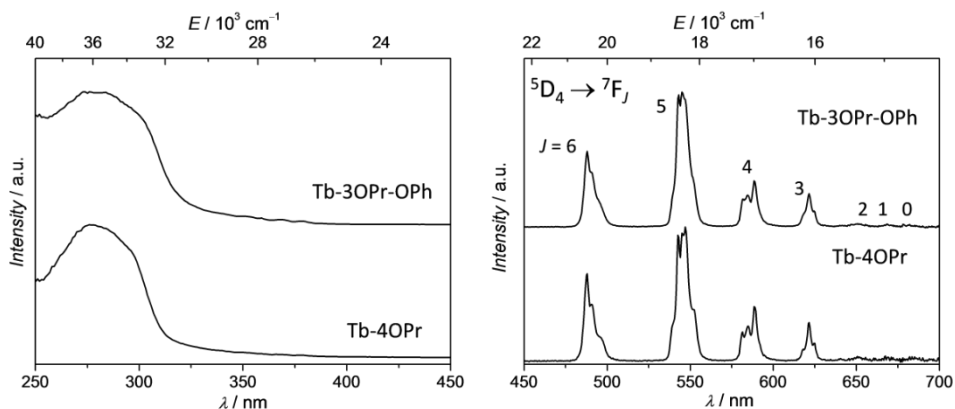 E / 10³ cm⁻¹
40 36 32 28 24
Intensity / a.u.
Tb-3OPr-OPh
Tb-4OPr
250 300 350 400 450
λ / nm
E / 10³ cm⁻¹
22 20 18 16
⁵D₄ → ⁷F_J
5
Tb-3OPr-OPh
J = 6
4
3
2 1 0
Intensity / a.u.
Tb-4OPr
450 500 550 600 650 700
λ / nm